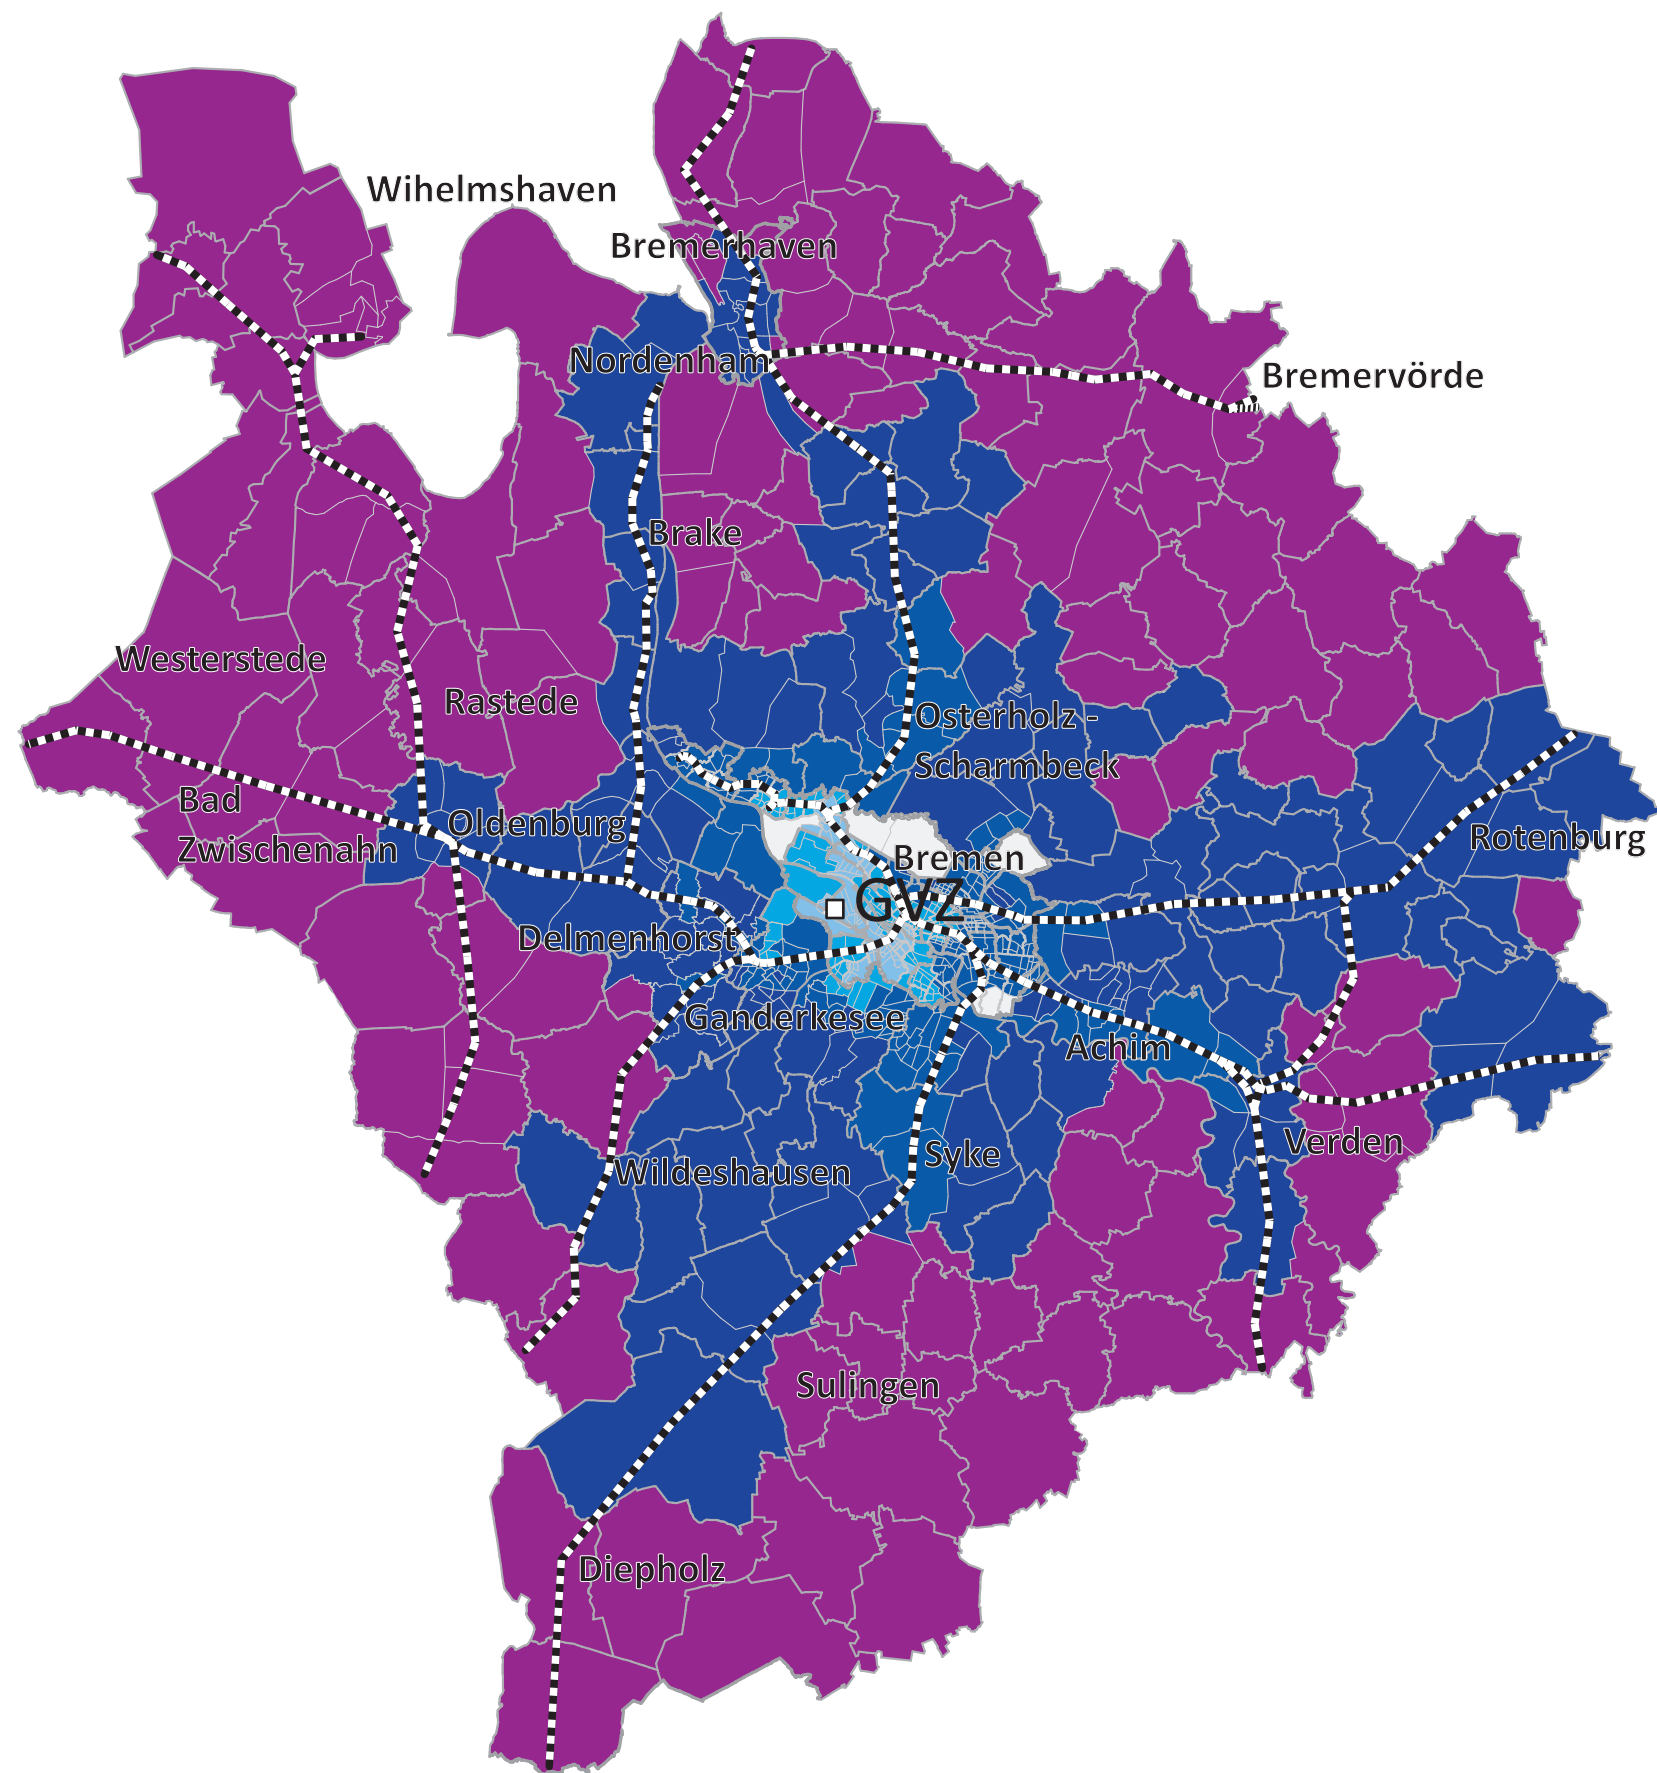 Wihelmshaven
Bremerhaven
Nordenham
Bremervörde
Brake
Westerstede
Rastede
Osterholz -
Scharmbeck
Bad
Zwischenahn
Oldenburg
Rotenburg
Bremen
GVZ
Delmenhorst
Ganderkesee
Achim
Verden
Syke
Wildeshausen
Sulingen
Diepholz